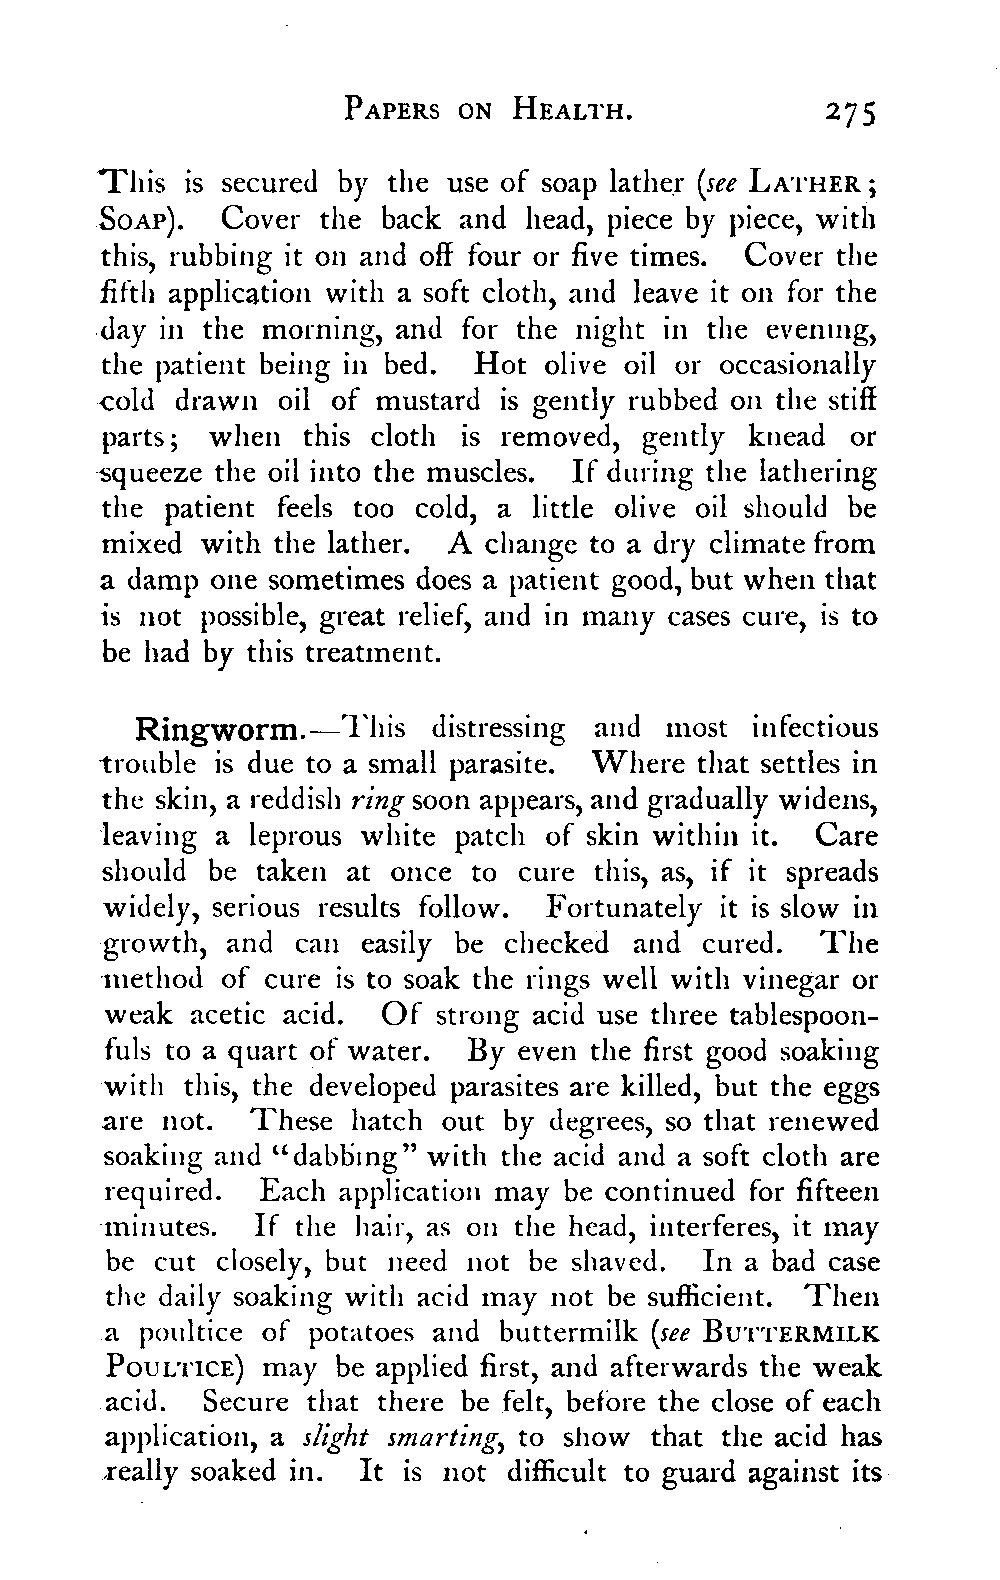 PAPERS ON HEALTH. 275
This is secured by the use of soap lather (see LATHER;
SOAP). Cover the back and head, piece by piece, with
this, rubbing it on and off four or five times. Cover the
fifth application with a soft cloth, and leave it on for the
day in the morning, and for the night in the evening,
the patient being in bed. Hot olive oil or occasionally
cold drawn oil of mustard is gently rubbed on the stiff
parts; when this cloth is removed, gently knead or
squeeze the oil into the muscles. If during the lathering
the patient feels too cold, a little olive oil should be
mixed with the lather. A change to a dry climate from
a damp one sometimes does a patient good, but when that
is not possible, great relief, and in many cases cure, is to
be had by this treatment.
Ringworm.—This distressing and most infectious
trouble is due to a small parasite. Where that settles in
the skin, a reddish ring soon appears, and gradually widens,
leaving a leprous white patch of skin within it. Care
should be taken at once to cure this, as, if it spreads
widely, serious results follow. Fortunately it is slow in
growth, and can easily be checked and cured. The
method of cure is to soak the rings well with vinegar or
weak acetic acid. Of strong acid use three tablespoon-
fuls to a quart of water. By even the first good soaking
with this, the developed parasites are killed, but the eggs
are not. These hatch out by degrees, so that renewed
soaking and "dabbing" with the acid and a soft cloth are
required. Each application may be continued for fifteen
minutes. If the hair, as on the head, interferes, it may
be cut closely, but need not be shaved. In a bad case
the daily soaking with acid may not be sufficient. Then
a poultice of potatoes and buttermilk (see BUTTERMILK
POULTICE) may be applied first, and afterwards the weak
acid. Secure that there be felt, before the close of each
application, a slight smarting, to show that the acid has
really soaked in. It is not difficult to guard against its